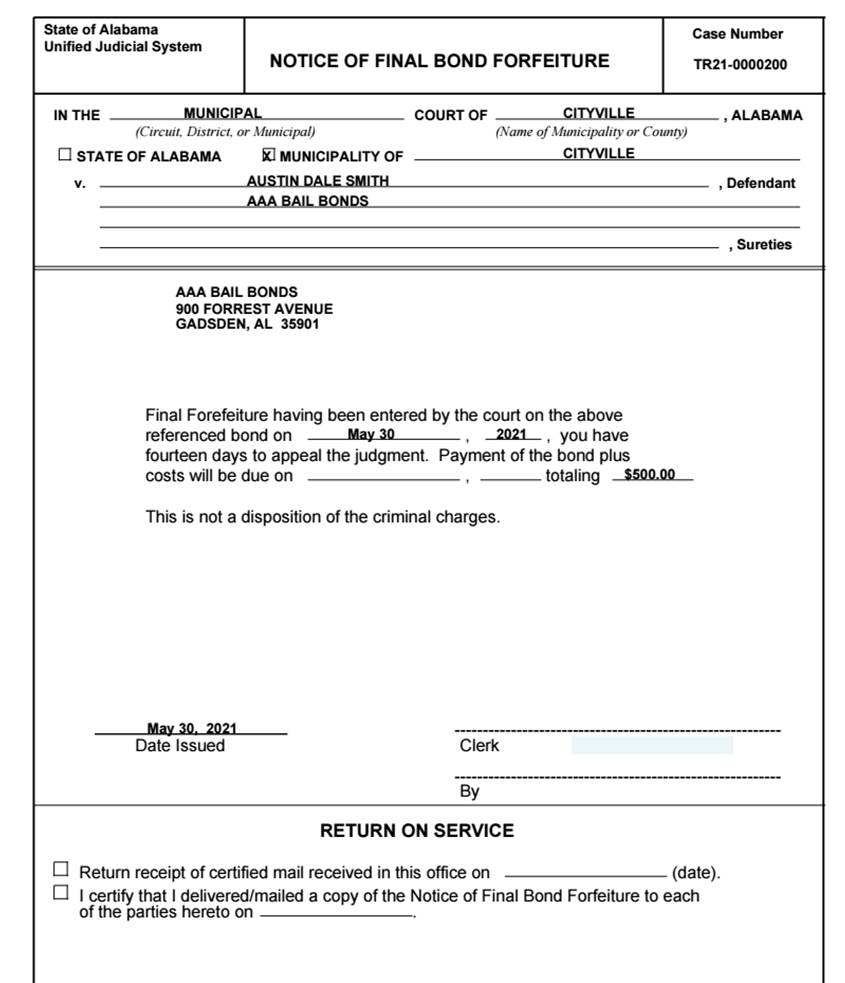 State of Alabama
Unified Judicial System
NOTICE OF FINAL BOND FORFEITURE
Case Number
TR21-0000200
IN THE MUNICIPAL COURT OF CITYVILLE , ALABAMA
(Circuit, District, or Municipal) (Name of Municipality or County)
☐ STATE OF ALABAMA ☒ MUNICIPALITY OF CITYVILLE
v. AUSTIN DALE SMITH , Defendant
AAA BAIL BONDS
, Sureties
AAA BAIL BONDS
900 FORREST AVENUE
GADSDEN, AL 35901
Final Forefeiture having been entered by the court on the above
referenced bond on May 30 , 2021 , you have
fourteen days to appeal the judgment. Payment of the bond plus
costs will be due on ____________ , ______ totaling $500.00
This is not a disposition of the criminal charges.
May 30, 2021
Date Issued
Clerk
By
RETURN ON SERVICE
☐ Return receipt of certified mail received in this office on ____________ (date).
☐ I certify that I delivered/mailed a copy of the Notice of Final Bond Forfeiture to each
of the parties hereto on ____________.